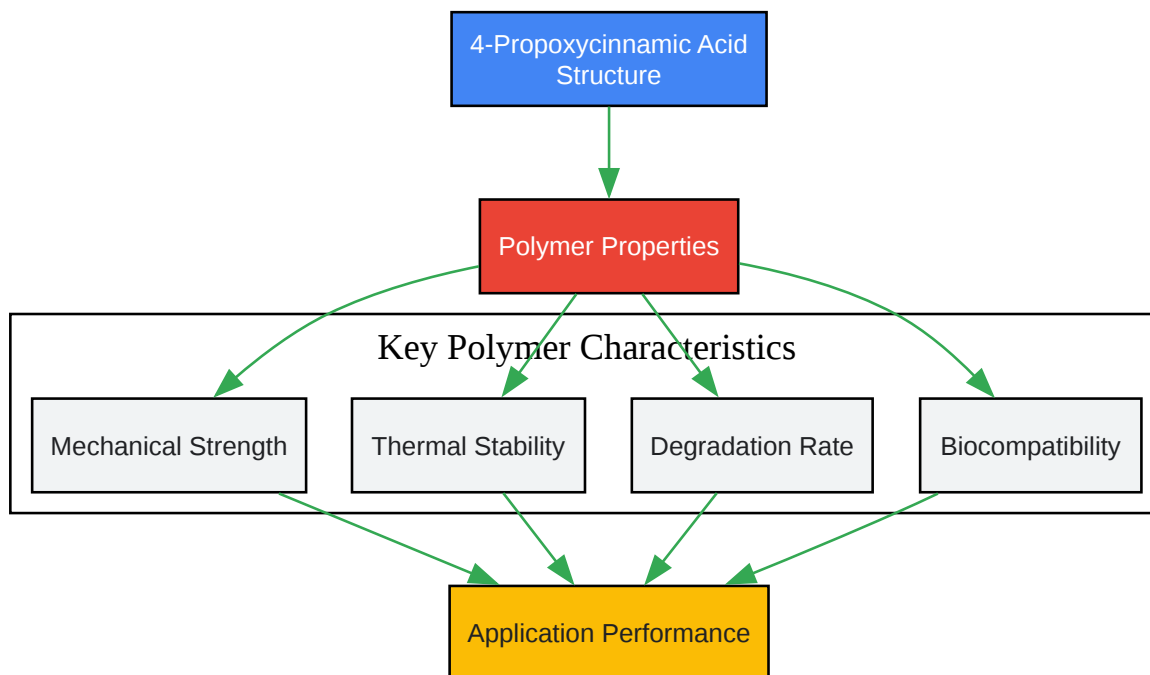 4-Propoxycinnamic Acid
Structure
Polymer Properties
Key Polymer Characteristics
Mechanical Strength
Thermal Stability
Degradation Rate
Biocompatibility
Application Performance